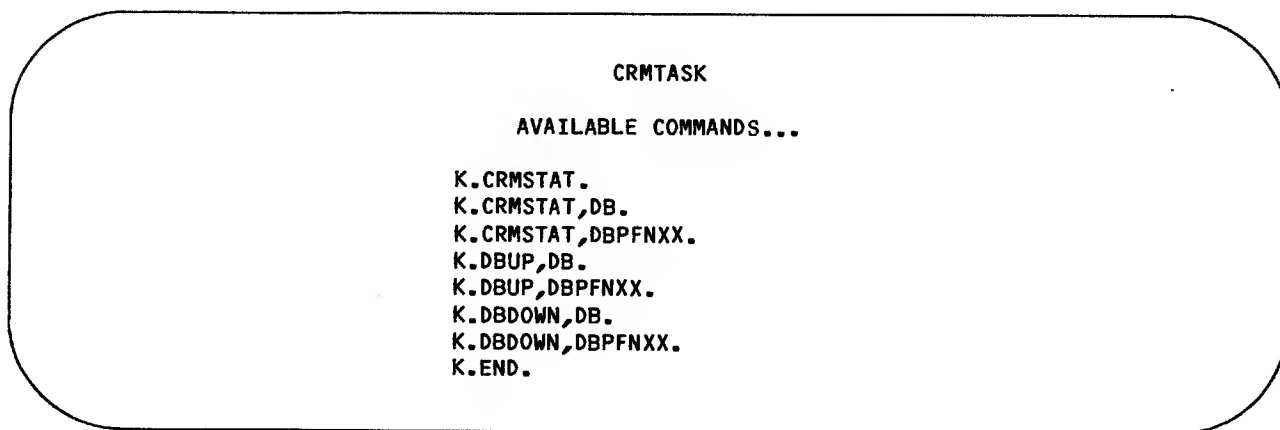 CRMTASK
AVAILABLE COMMANDS...
K.CRMSTAT.
K.CRMSTAT,DB.
K.CRMSTAT,DBPFNXX.
K.DBUP,DB.
K.DBUP,DBPFNXX.
K.DBDOWN,DB.
K.DBDOWN,DBPFNXX.
K.END.